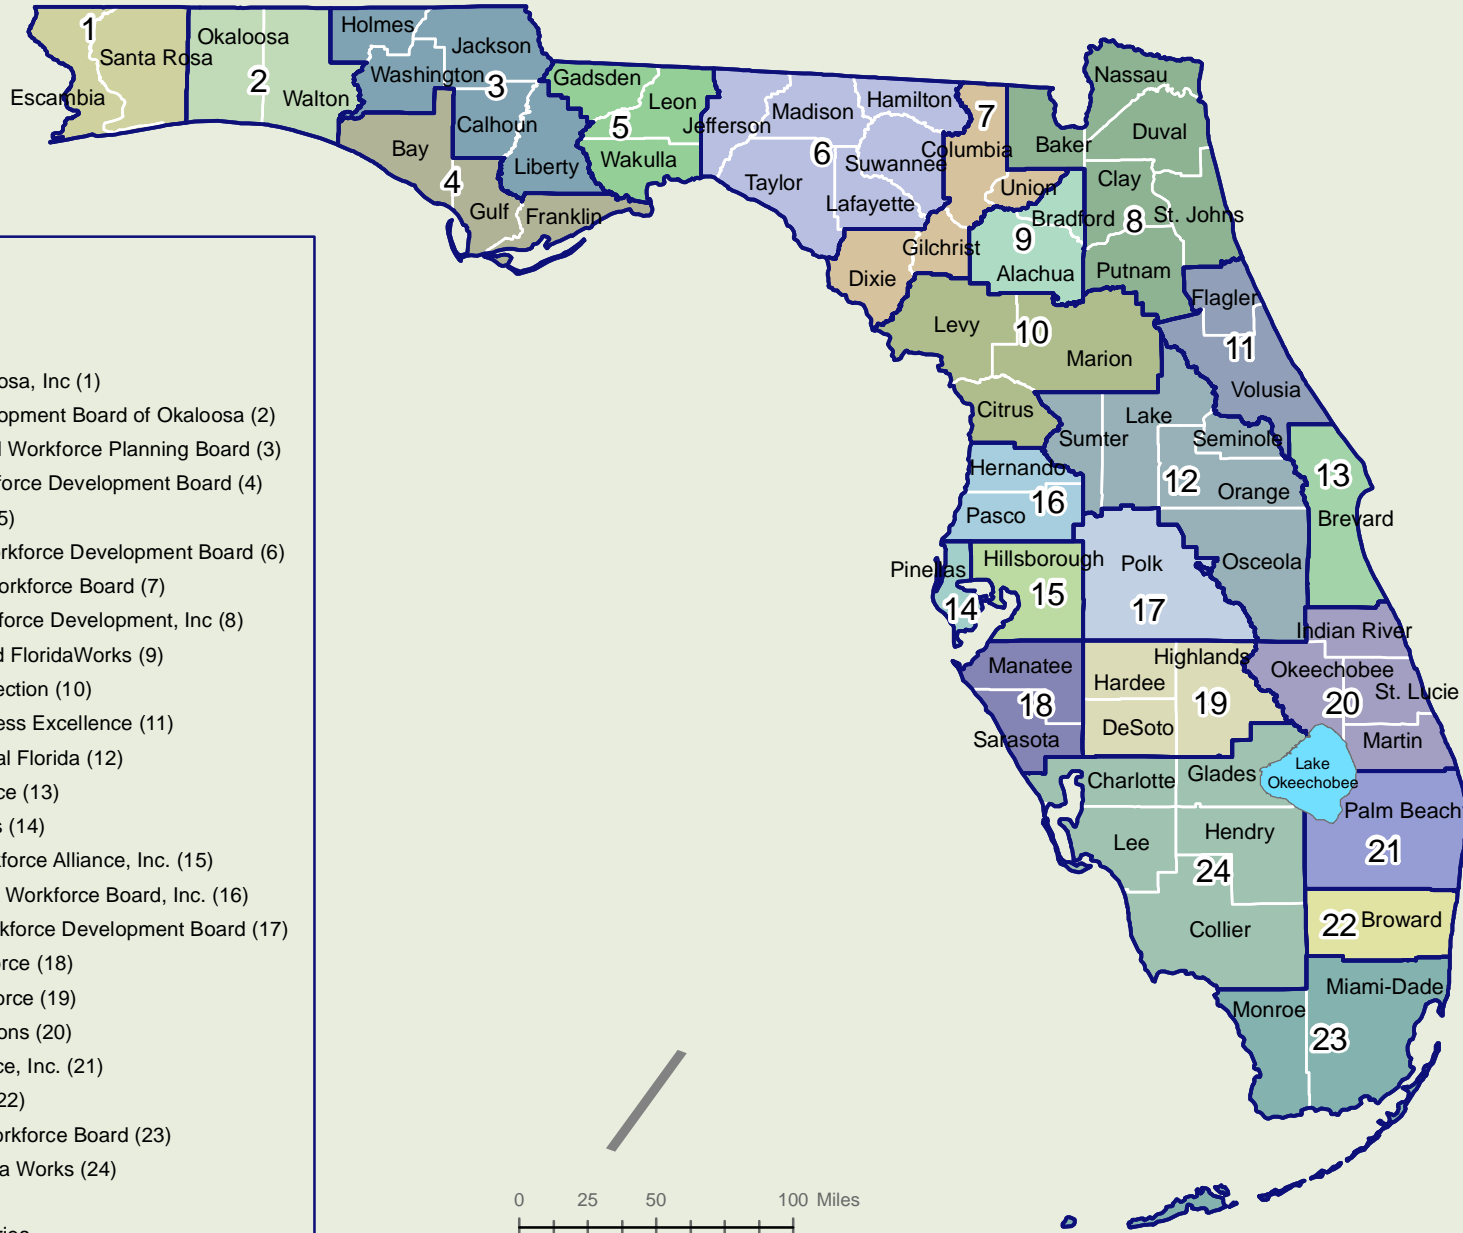 1
Escambia
Santa Rosa
Okaloosa
2
Walton
Holmes
Jackson
Washington
3
Calhoun
Liberty
Bay
4
Gulf
Franklin
Gadsden
Leon
5
Wakulla
Jefferson
Madison
Hamilton
6
Suwannee
Taylor
Lafayette
7
Columbia
Union
Gilchrist
Dixie
Nassau
Baker
Duval
Clay
8
St. Johns
Putnam
Bradford
9
Alachua
Levy
10
Marion
Citrus
Flagler
11
Volusia
Lake
Sumter
Seminole
12
Orange
Osceola
13
Brevard
Hernando
16
Pasco
Pinellas
14
Hillsborough
15
Polk
17
Manatee
18
Sarasota
Highlands
Hardee
19
DeSoto
Indian River
Okeechobee
St. Lucie
20
Martin
Lake
Okeechobee
Charlotte
Glades
Lee
Hendry
24
Collier
Palm Beach
21
22
Broward
Miami-Dade
Monroe
23
osa, Inc (1)
opment Board of Okaloosa (2)
l Workforce Planning Board (3)
force Development Board (4)
5)
orkforce Development Board (6)
orkforce Board (7)
force Development, Inc (8)
d FloridaWorks (9)
ection (10)
ess Excellence (11)
al Florida (12)
ce (13)
s (14)
kforce Alliance, Inc. (15)
Workforce Board, Inc. (16)
kforce Development Board (17)
orce (18)
orce (19)
ons (20)
ce, Inc. (21)
22)
orkforce Board (23)
a Works (24)
0 25 50 100 Miles